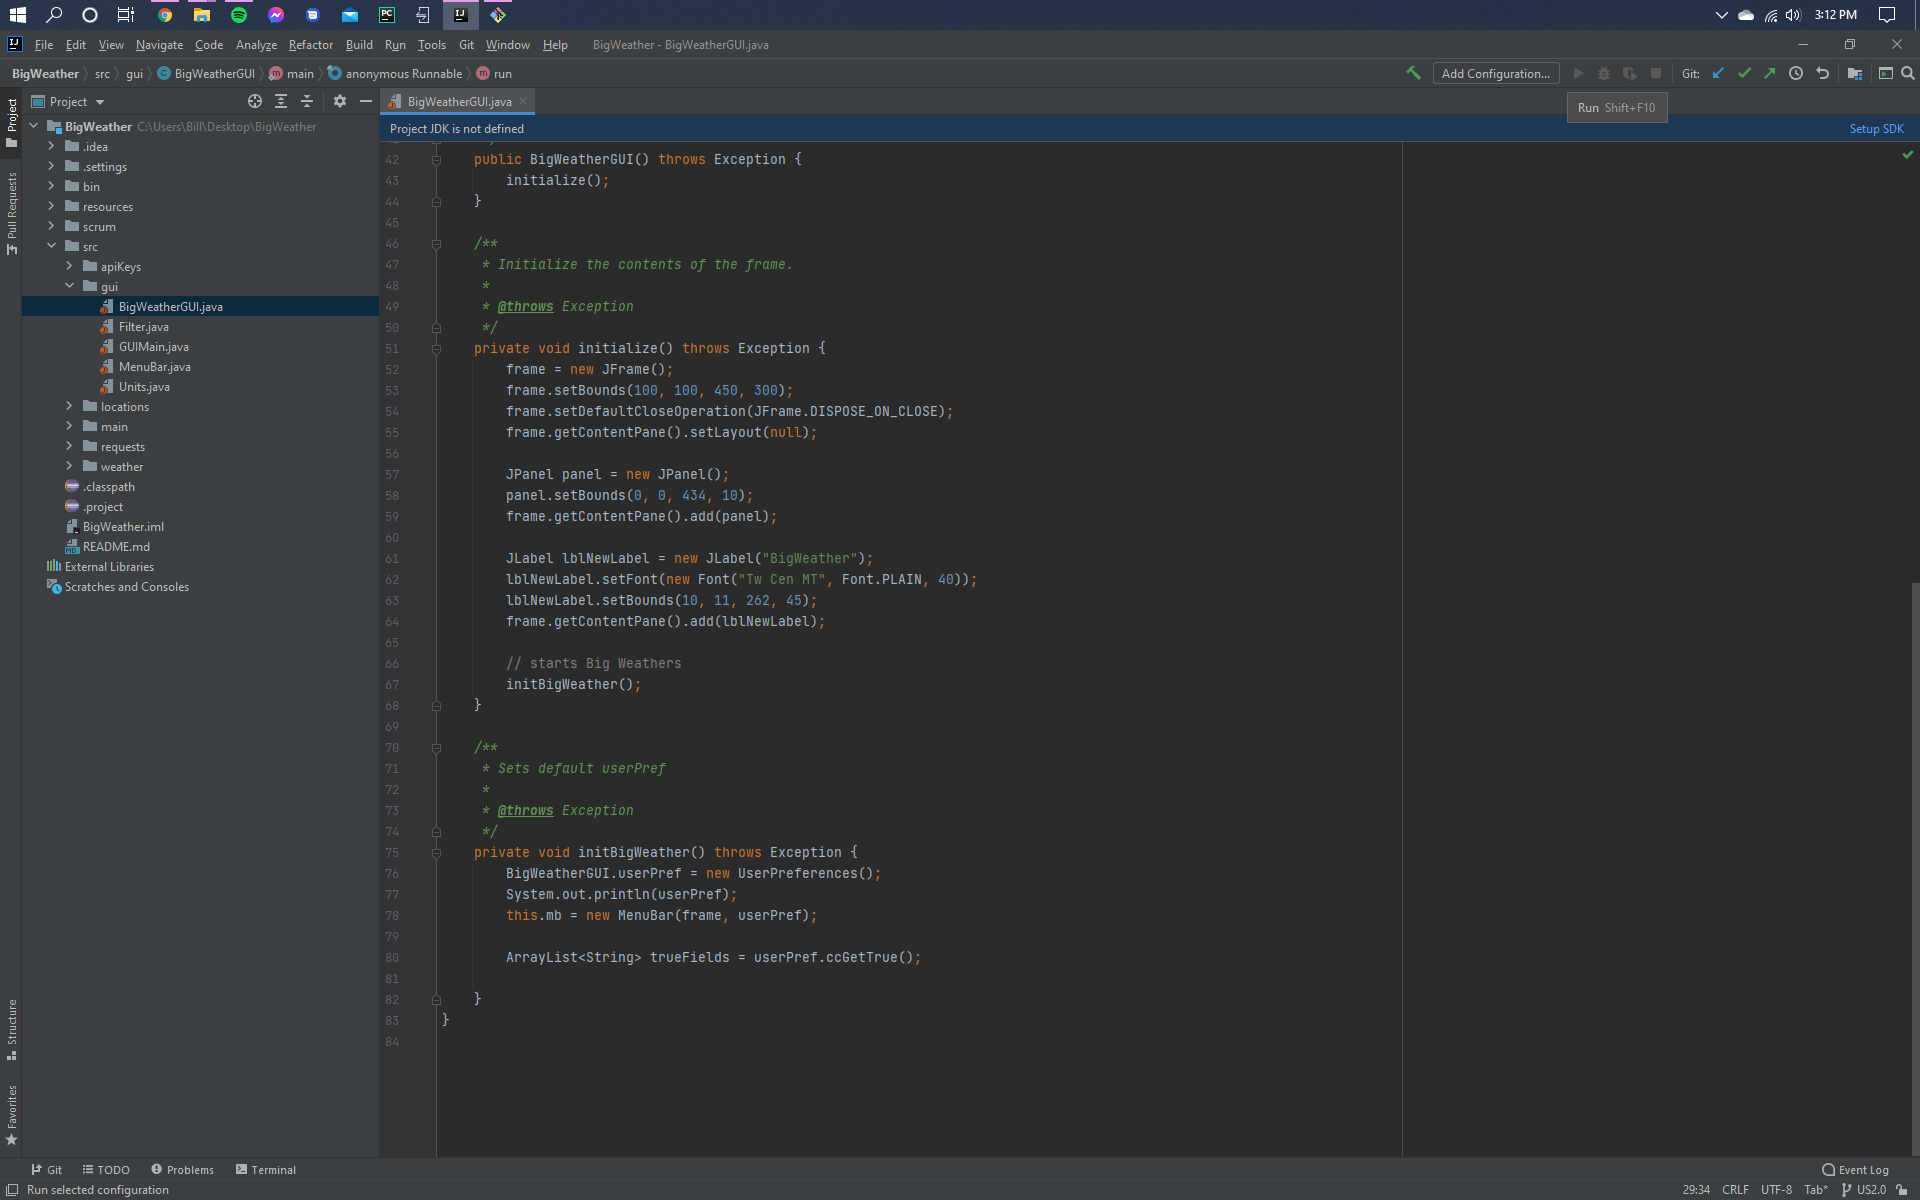 3:12 PM
File Edit View Navigate Code Analyze Refactor Build Run Tools Git Window Help BigWeather - BigWeatherGUI.java
BigWeather src gui BigWeatherGUI main anonymous Runnable run Add Configuration... Git:
Project BigWeatherGUI.java
Run Shift+F10
Project JDK is not defined Setup SDK
Project
Pull Requests
Structure
Favorites
BigWeather C:\Users\Bill\Desktop\BigWeather
.idea
.settings
bin
resources
scrum
src
apiKeys
gui
BigWeatherGUI.java
Filter.java
GUIMain.java
MenuBar.java
Units.java
locations
main
requests
weather
.classpath
.project
BigWeather.iml
README.md
External Libraries
Scratches and Consoles
42 public BigWeatherGUI() throws Exception {
43 initialize();
44 }
45
46 /**
47 * Initialize the contents of the frame.
48 *
49 * @throws Exception
50 */
51 private void initialize() throws Exception {
52 frame = new JFrame();
53 frame.setBounds(100, 100, 450, 300);
54 frame.setDefaultCloseOperation(JFrame.DISPOSE_ON_CLOSE);
55 frame.getContentPane().setLayout(null);
56
57 JPanel panel = new JPanel();
58 panel.setBounds(0, 0, 434, 10);
59 frame.getContentPane().add(panel);
60
61 JLabel lblNewLabel = new JLabel("BigWeather");
62 lblNewLabel.setFont(new Font("Tw Cen MT", Font.PLAIN, 40));
63 lblNewLabel.setBounds(10, 11, 262, 45);
64 frame.getContentPane().add(lblNewLabel);
65
66 // starts Big Weathers
67 initBigWeather();
68 }
69
70 /**
71 * Sets default userPref
72 *
73 * @throws Exception
74 */
75 private void initBigWeather() throws Exception {
76 BigWeatherGUI.userPref = new UserPreferences();
77 System.out.println(userPref);
78 this.mb = new MenuBar(frame, userPref);
79
80 ArrayList<String> trueFields = userPref.ccGetTrue();
81
82 }
83 }
84
Git TODO Problems Terminal Event Log
Run selected configuration 29:34 CRLF UTF-8 Tab* US2.0